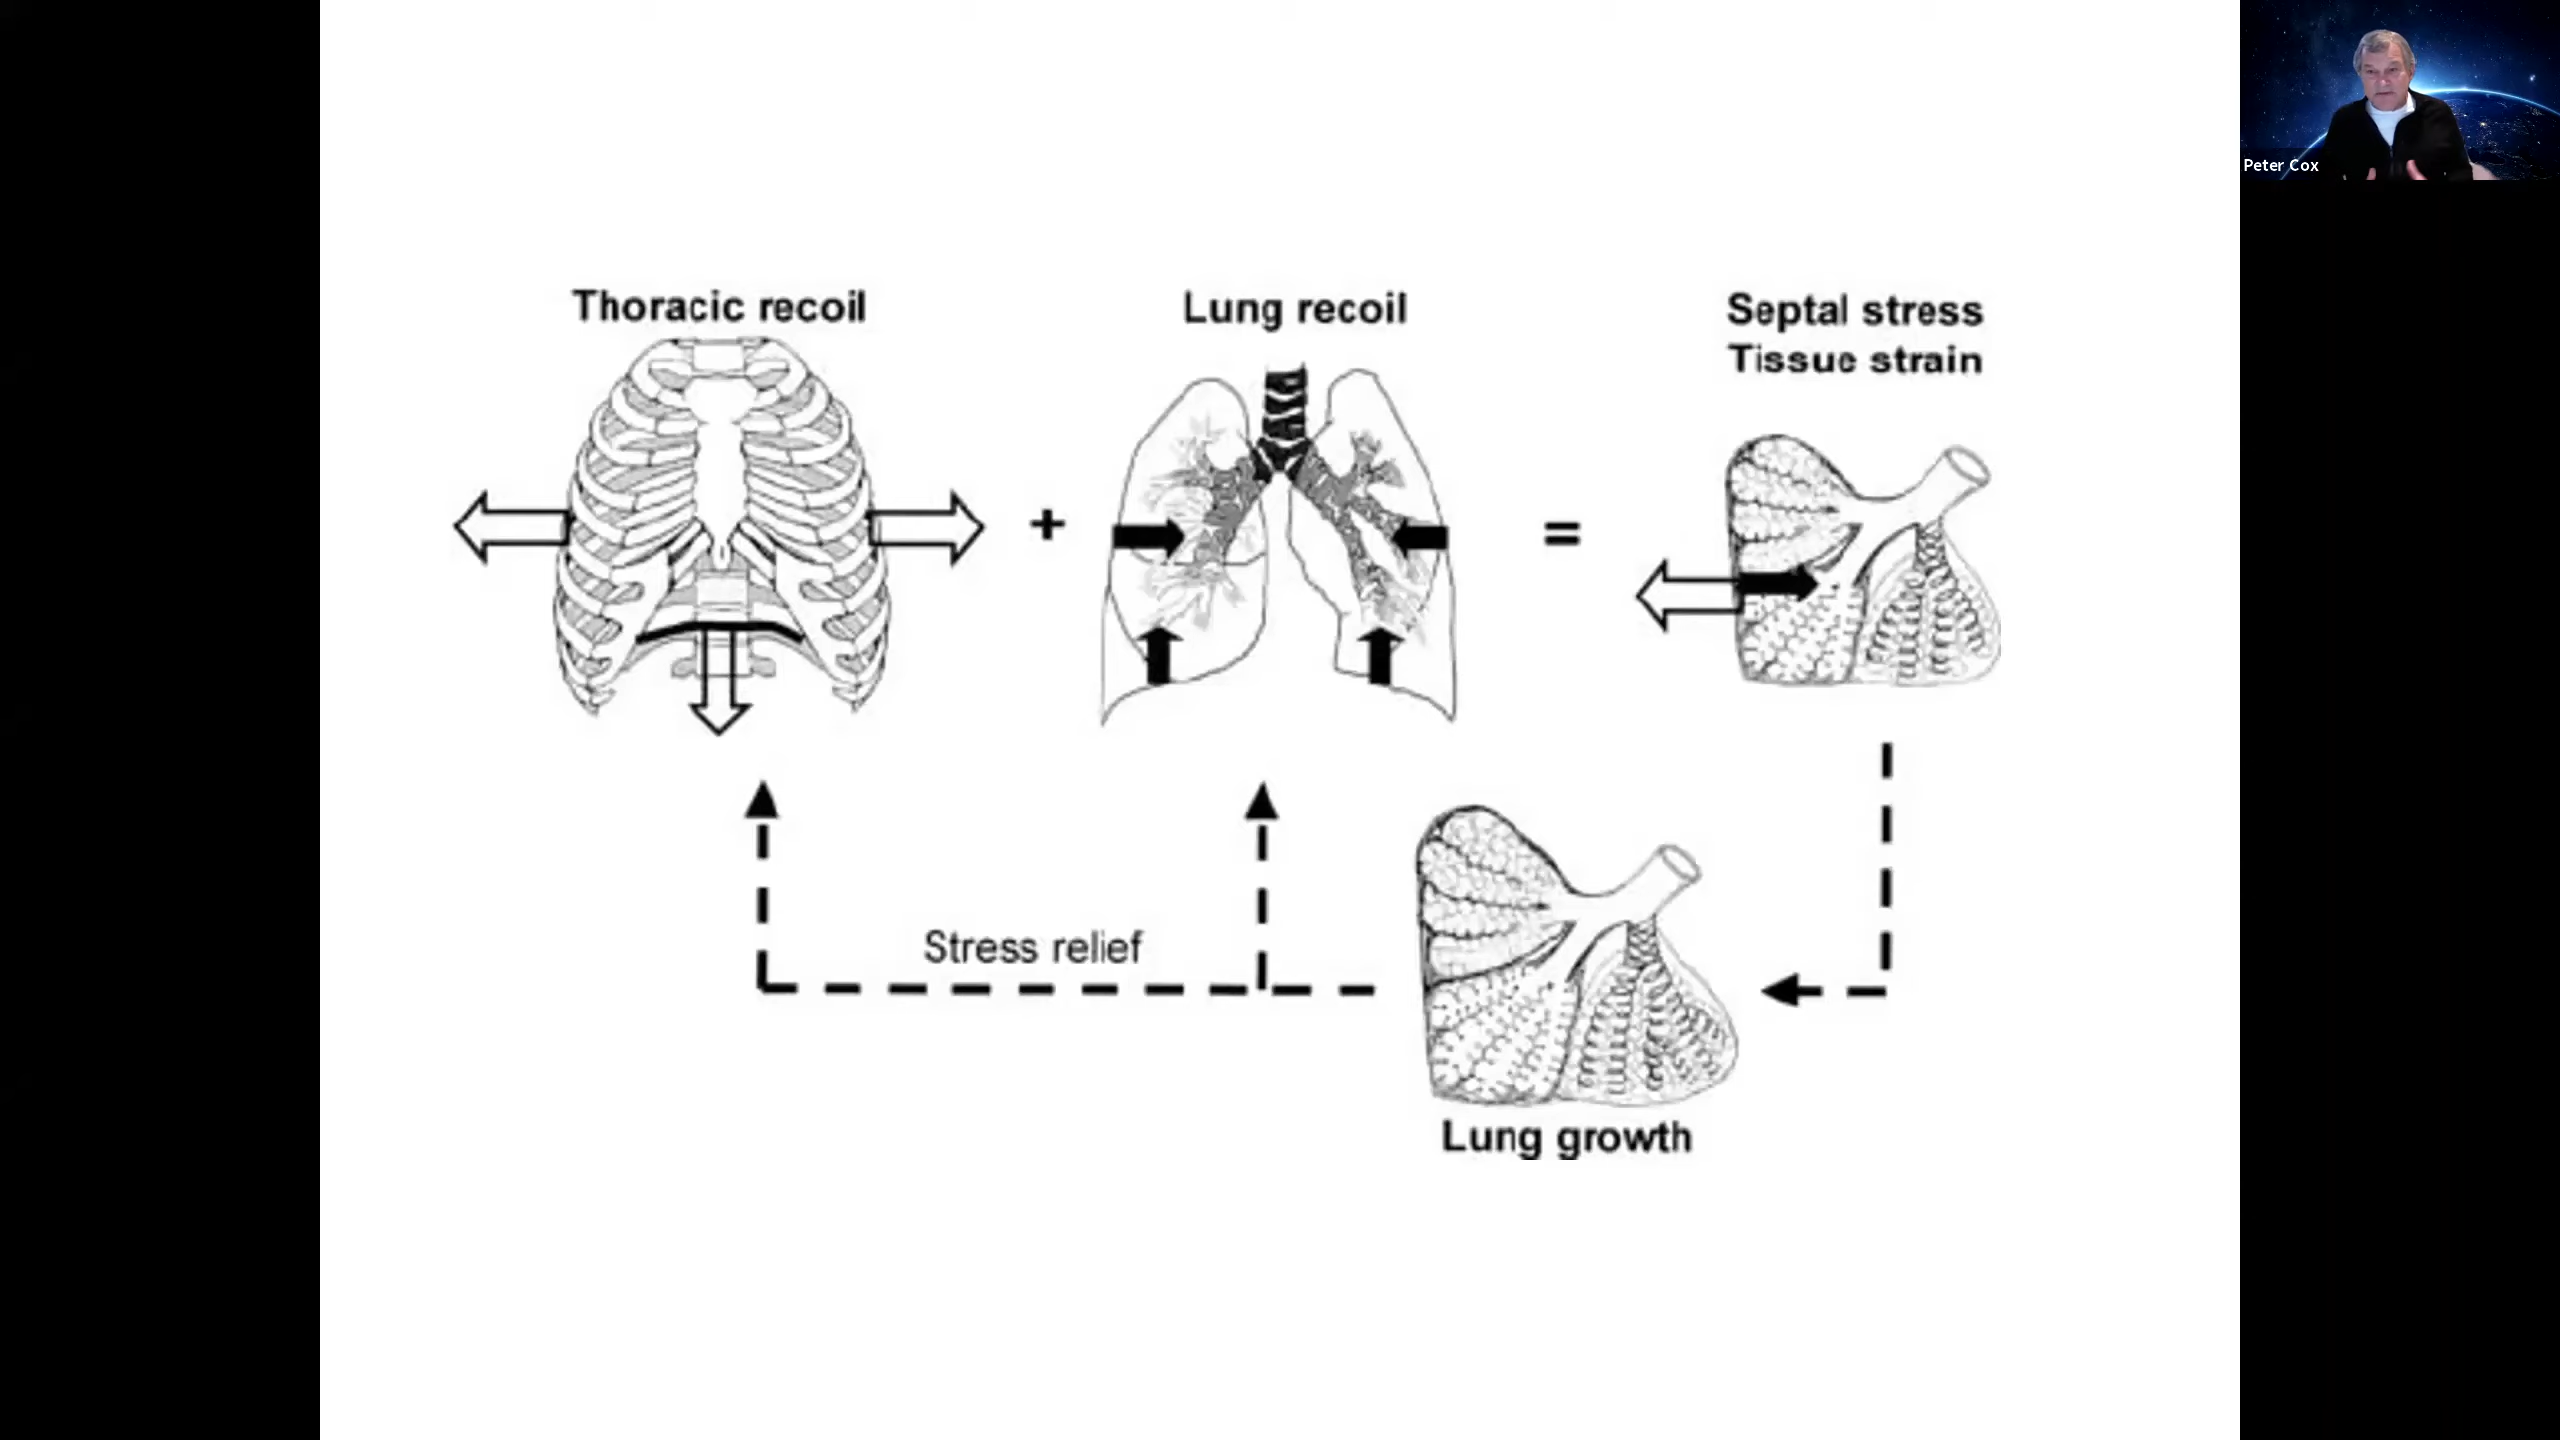 Thoracic recoil
Lung recoil
Septal stress
Tissue strain
+
=
Stress relief
Lung growth
Peter Cox